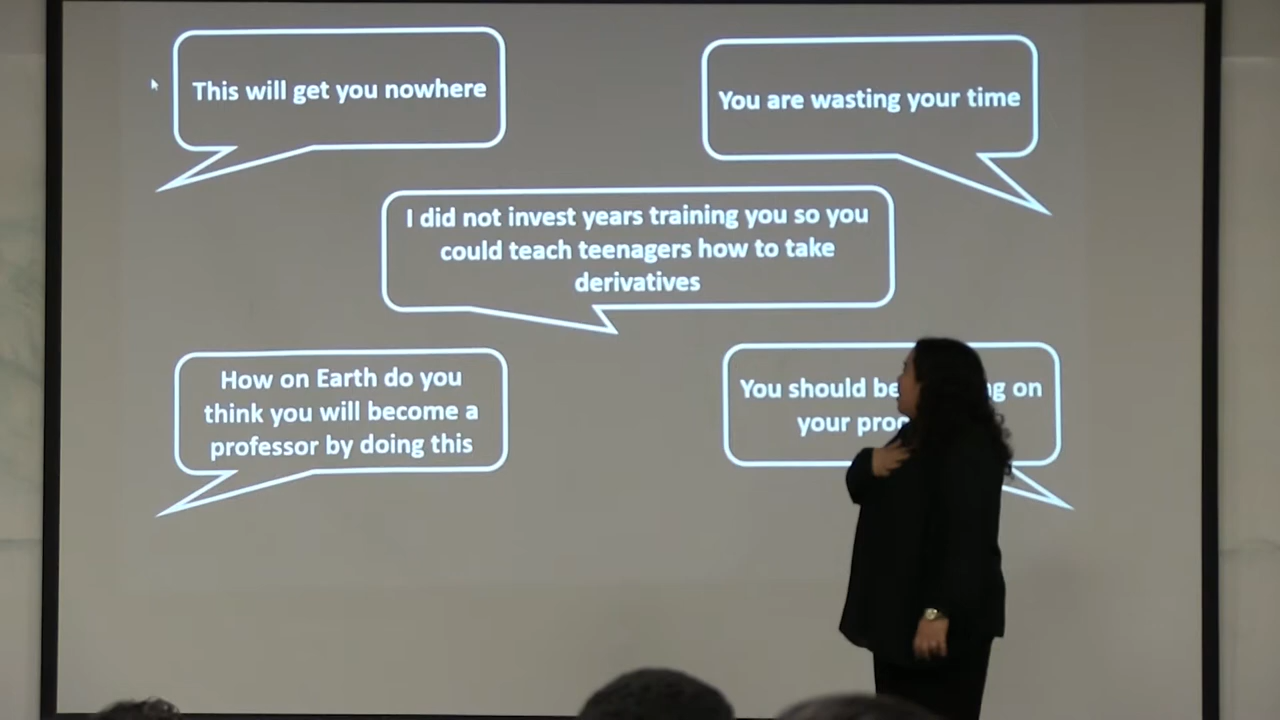 This will get you nowhere
You are wasting your time
I did not invest years training you so you
could teach teenagers how to take
derivatives
How on Earth do you
think you will become a
professor by doing this
You should be on
your